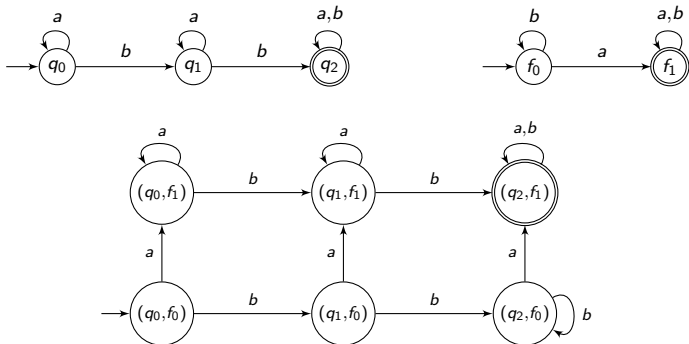 a a a,b b a,b
q0 b q1 b q2 f0 a f1
a a a,b
(q0,f1) b (q1,f1) b (q2,f1)
a a a
(q0,f0) b (q1,f0) b (q2,f0) b